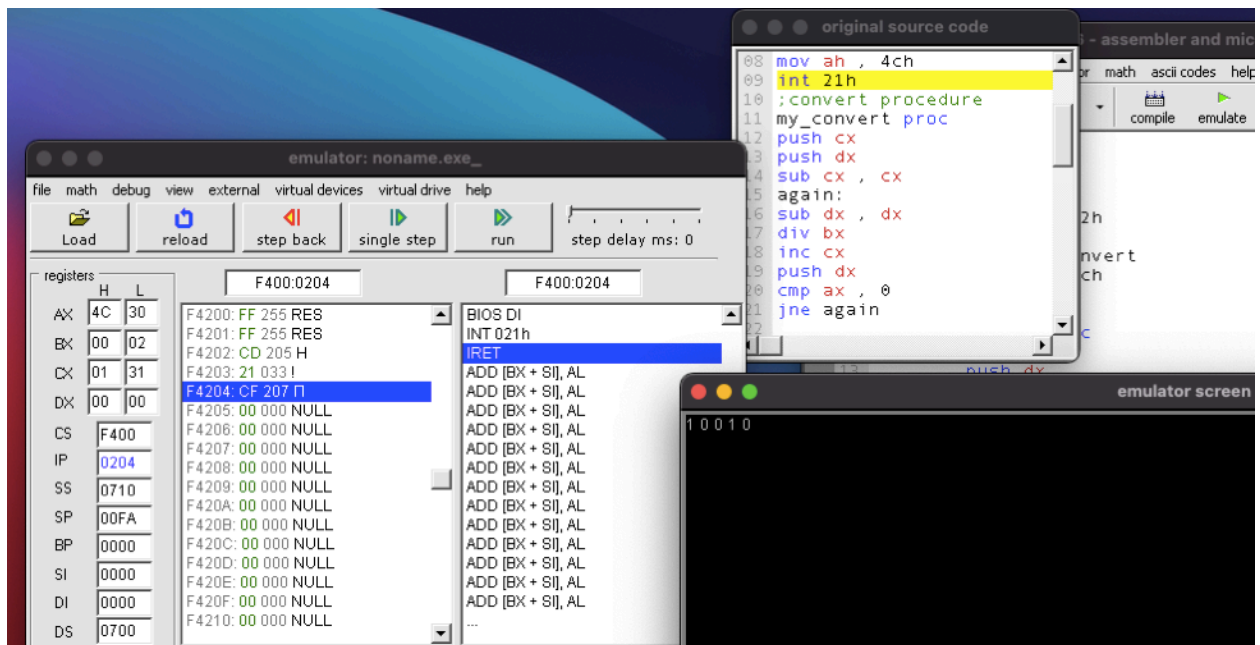 original source code
08 mov ah , 4ch
09 int 21h
10 ;convert procedure
11 my_convert proc
12 push cx
13 push dx
14 sub cx , cx
15 again:
16 sub dx , dx
17 div bx
18 inc cx
19 push dx
20 cmp ax , 0
21 jne again
22
- assembler and mic
math ascii codes help
compile emulate
2h
nvert
ch
c
13 push dx
emulator: noname.exe_
file math debug view external virtual devices virtual drive help
Load reload step back single step run step delay ms: 0
registers
H L
F400:0204 F400:0204
AX 4C 30
BX 00 02
CX 01 31
DX 00 00
CS F400
IP 0204
SS 0710
SP 00FA
BP 0000
SI 0000
DI 0000
DS 0700
F4200: FF 255 RES
F4201: FF 255 RES
F4202: CD 205 H
F4203: 21 033 !
F4204: CF 207 П
F4205: 00 000 NULL
F4206: 00 000 NULL
F4207: 00 000 NULL
F4208: 00 000 NULL
F4209: 00 000 NULL
F420A: 00 000 NULL
F420B: 00 000 NULL
F420C: 00 000 NULL
F420D: 00 000 NULL
F420E: 00 000 NULL
F420F: 00 000 NULL
F4210: 00 000 NULL
BIOS DI
INT 021h
IRET
ADD [BX + SI], AL
ADD [BX + SI], AL
ADD [BX + SI], AL
ADD [BX + SI], AL
ADD [BX + SI], AL
ADD [BX + SI], AL
ADD [BX + SI], AL
ADD [BX + SI], AL
ADD [BX + SI], AL
ADD [BX + SI], AL
ADD [BX + SI], AL
ADD [BX + SI], AL
ADD [BX + SI], AL
...
emulator screen
1 0 0 1 0